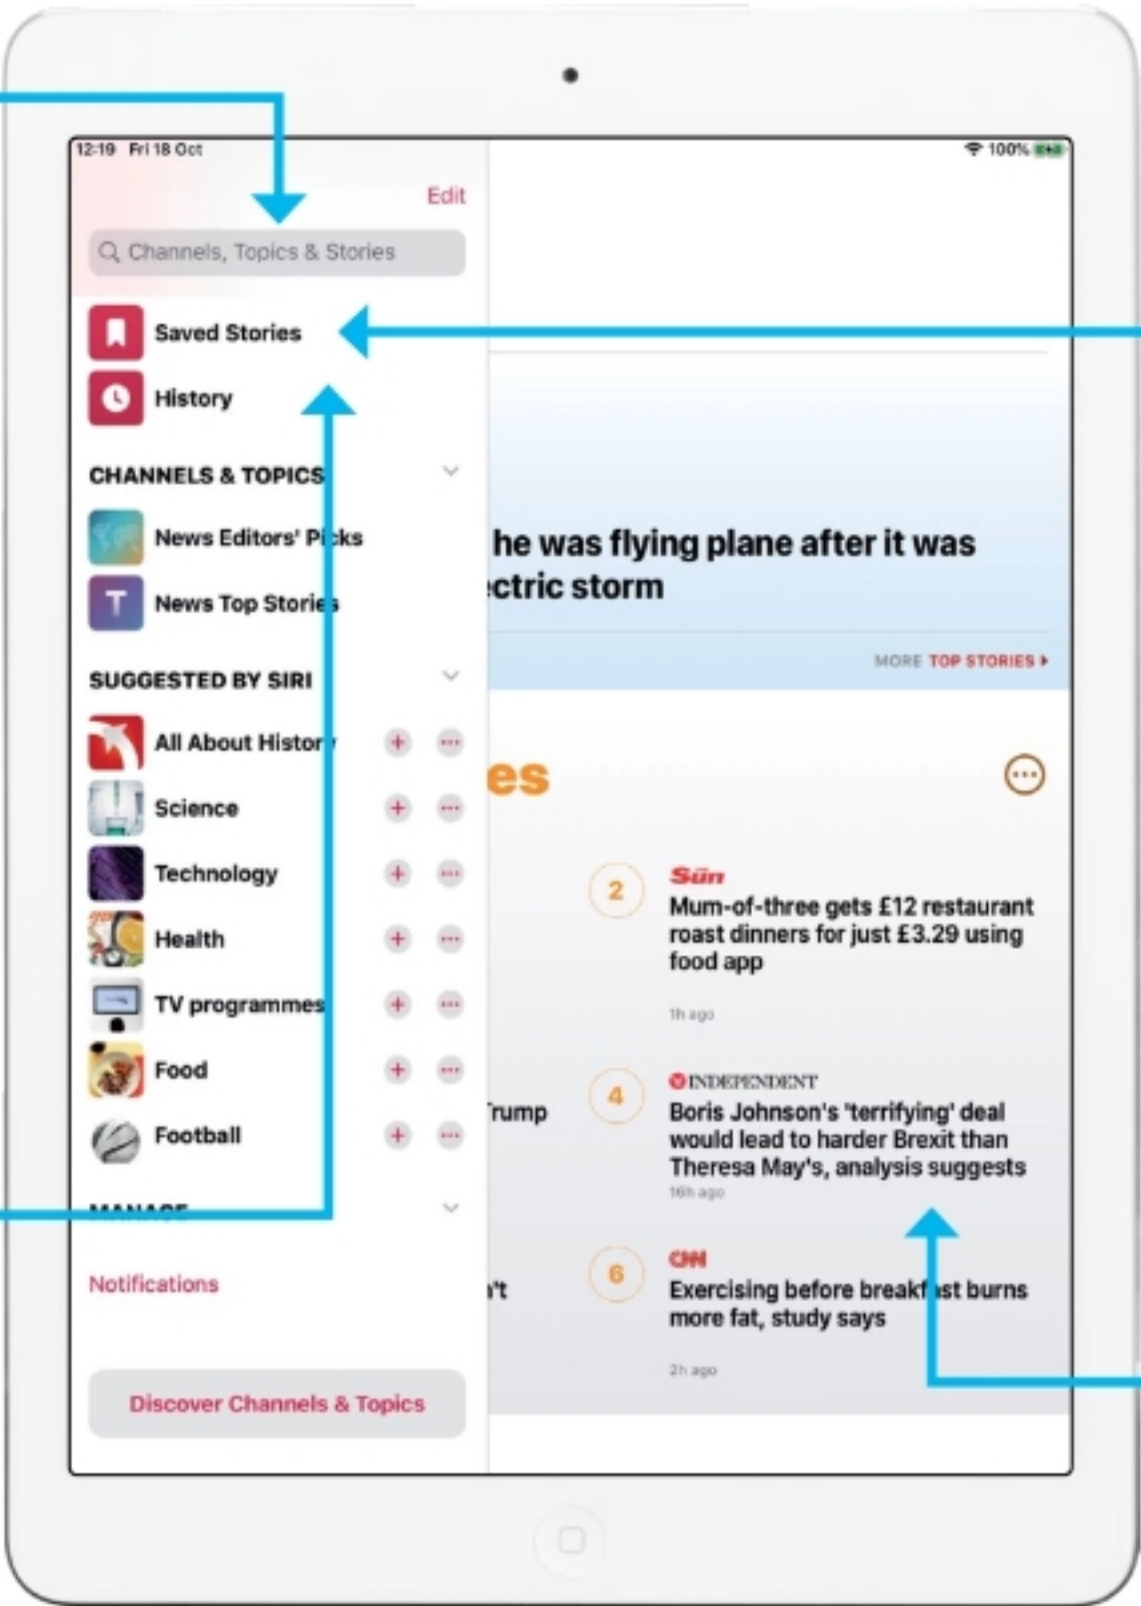 12:19 Fri 18 Oct
100%
Edit
Channels, Topics & Stories
Saved Stories
History
CHANNELS & TOPICS
News Editors' Picks
News Top Stories
SUGGESTED BY SIRI
All About History
Science
Technology
Health
TV programmes
Food
Football
MANAGE
Notifications
Discover Channels & Topics
he was flying plane after it was
ectric storm
MORE TOP STORIES
es
2
Sun
Mum-of-three gets £12 restaurant
roast dinners for just £3.29 using
food app
1h ago
Trump
4
INDEPENDENT
Boris Johnson's 'terrifying' deal
would lead to harder Brexit than
Theresa May's, analysis suggests
16h ago
n't
6
CNN
Exercising before breakfast burns
more fat, study says
2h ago